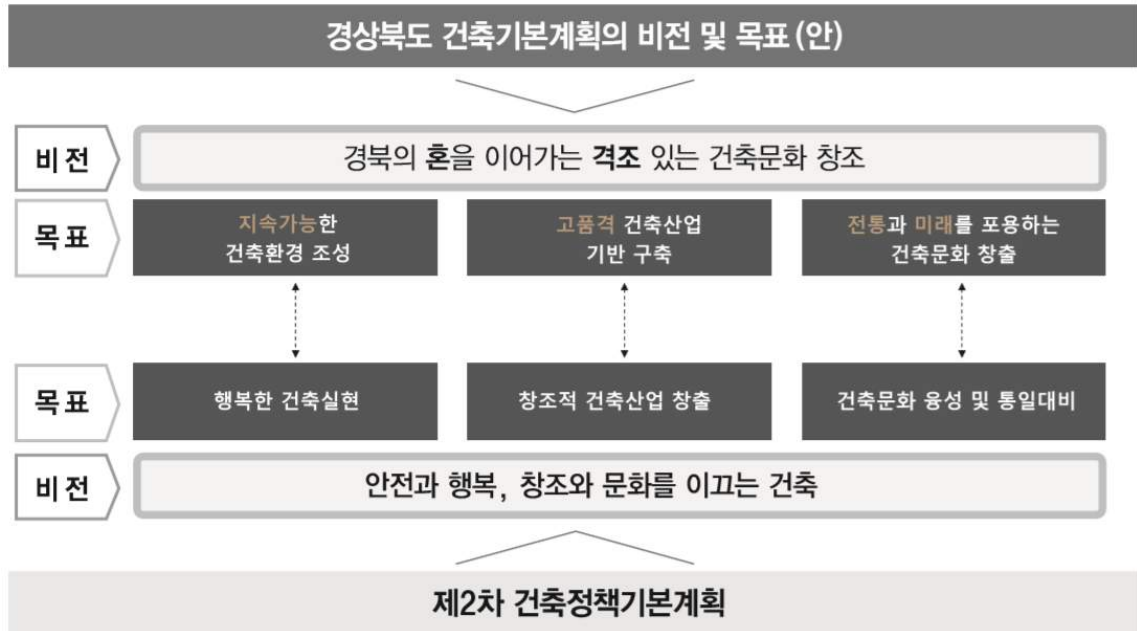 경상북도 건축기본계획의 비전 및 목표(안)
비전
경북의 혼을 이어가는 격조 있는 건축문화 창조
목표
지속가능한
건축환경 조성
고품격 건축산업
기반 구축
전통과 미래를 포용하는
건축문화 창출
목표
행복한 건축실현
창조적 건축산업 창출
건축문화 융성 및 통일대비
비전
안전과 행복, 창조와 문화를 이끄는 건축
제2차 건축정책기본계획